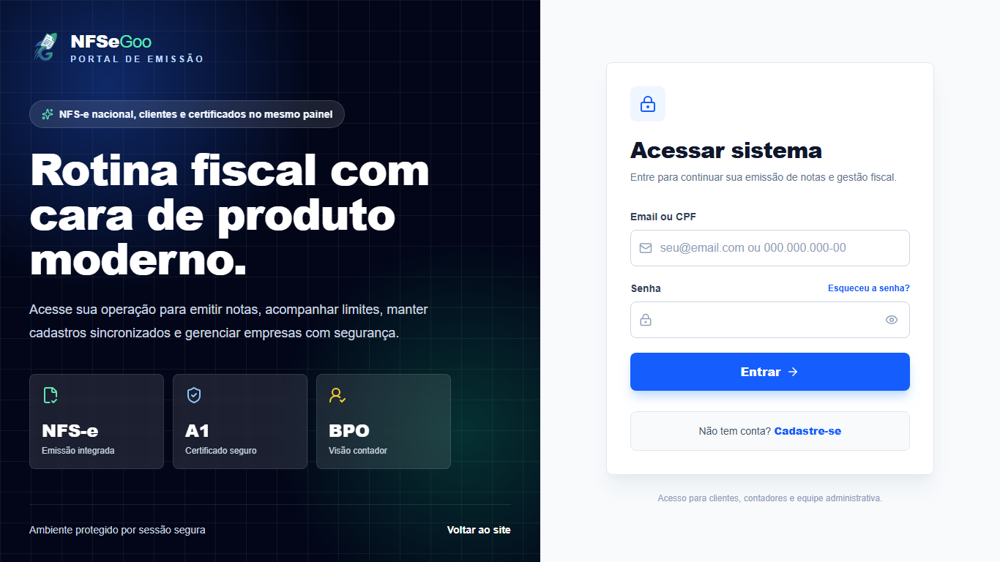 NFSeGoo
PORTAL DE EMISSÃO
NFS-e nacional, clientes e certificados no mesmo painel
Rotina fiscal com
cara de produto
moderno.
Acesse sua operação para emitir notas, acompanhar limites, manter
cadastros sincronizados e gerenciar empresas com segurança.
NFS-e
Emissão integrada
A1
Certificado seguro
BPO
Visão contador
Ambiente protegido por sessão segura
Voltar ao site
Acessar sistema
Entre para continuar sua emissão de notas e gestão fiscal.
Email ou CPF
seu@email.com ou 000.000.000-00
Senha
Esqueceu a senha?
Entrar →
Não tem conta? Cadastre-se
Acesso para clientes, contadores e equipe administrativa.